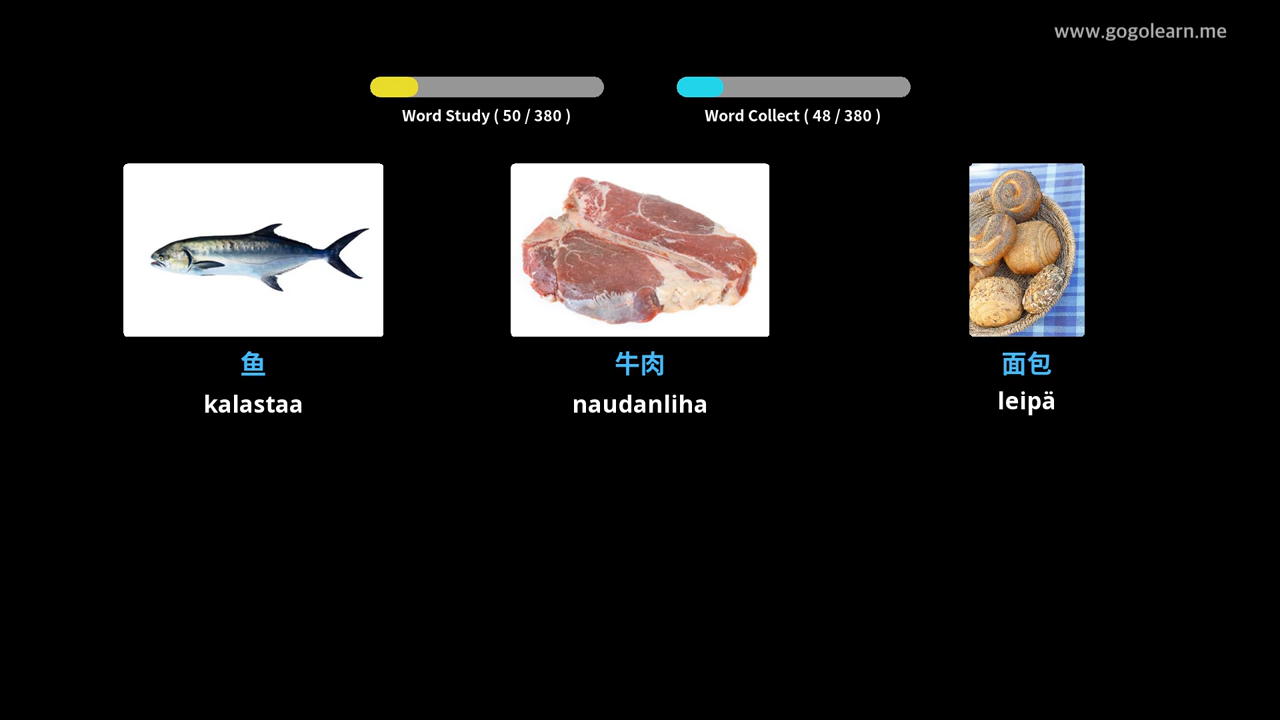 www.gogolearn.me
Word Study ( 50 / 380 )
Word Collect ( 48 / 380 )
鱼
kalastaa
牛肉
naudanliha
面包
leipä